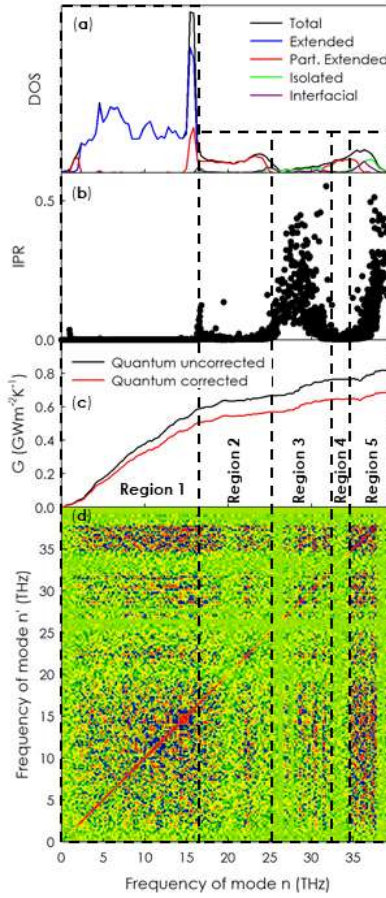 (a)
Total
Extended
Part. Extended
Isolated
Interfacial
DOS
(b)
0.5
IPR
0.0
Quantum uncorrected
Quantum corrected
0.8
(c)
0.6
0.4
0.2
0.0
G (GWm⁻²K⁻¹)
Region 1
Region 2
Region 3
Region 4
Region 5
(d)
35
30
25
20
15
10
5
0
Frequency of mode n' (THz)
0 5 10 15 20 25 30 35
Frequency of mode n (THz)